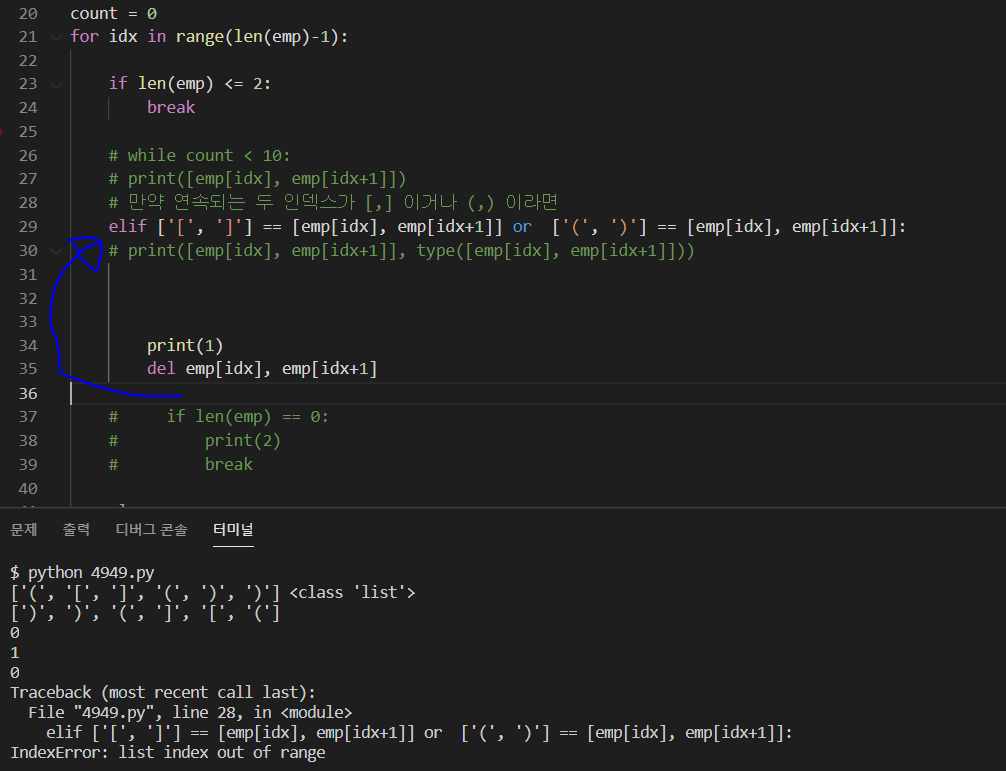 20 count = 0
21 for idx in range(len(emp)-1):
22
23 if len(emp) <= 2:
24 break
25
26 # while count < 10:
27 # print([emp[idx], emp[idx+1]])
28 # 만약 연속되는 두 인덱스가 [,] 이거나 (,) 이라면
29 elif ['[', ']'] == [emp[idx], emp[idx+1]] or  ['(', ')'] == [emp[idx], emp[idx+1]]:
30 # print([emp[idx], emp[idx+1]], type([emp[idx], emp[idx+1]]))
31
32
33
34 print(1)
35 del emp[idx], emp[idx+1]
36
37 #     if len(emp) == 0:
38 #         print(2)
39 #         break
40
문제 출력 디버그 콘솔 터미널
$ python 4949.py
['(', '[', ']', '(', ')', ')'] <class 'list'>
[')', ')', '(', ']', '[', '(']
0
1
0
Traceback (most recent call last):
  File "4949.py", line 28, in <module>
    elif ['[', ']'] == [emp[idx], emp[idx+1]] or  ['(', ')'] == [emp[idx], emp[idx+1]]:
IndexError: list index out of range